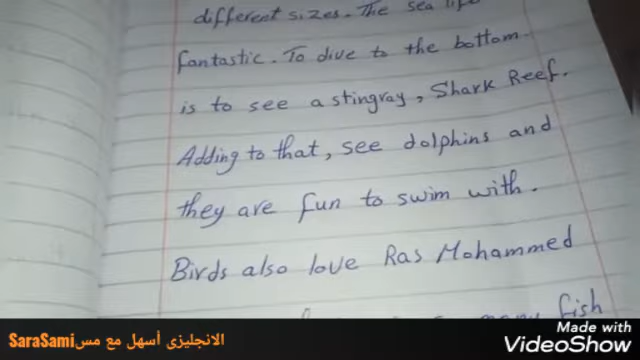 different sizes. The sea life
fantastic. To dive to the bottom.
is to see a stingray, Shark Reef.
Adding to that, see dolphins and
they are fun to swim with.
Birds also love Ras Mohammed
many fish
الانجليزى أسهل مع مسSaraSami
Made with
VideoShow